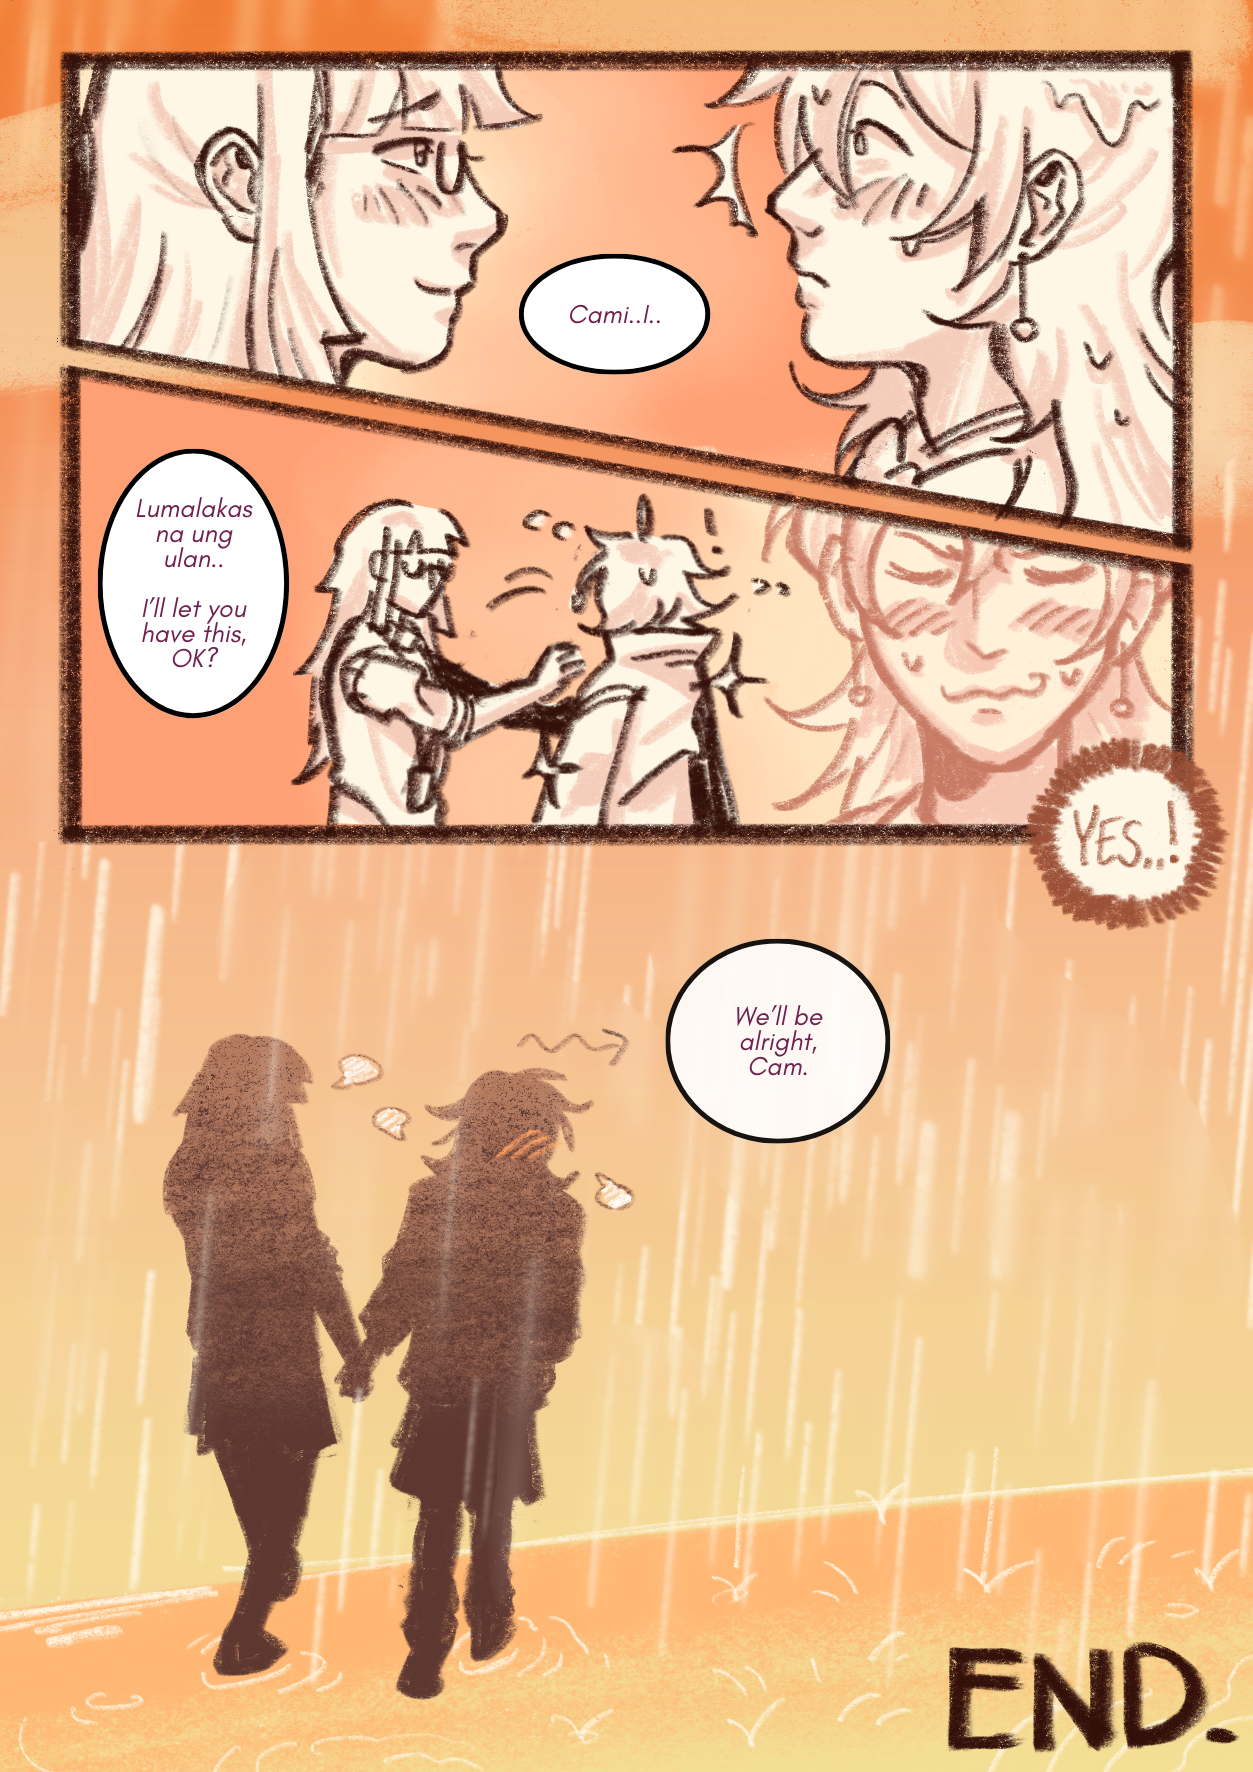 Cami..I..
Lumalakas
na ung
ulan..
I'll let you
have this,
OK?
YES..!
We'll be
alright,
Cam.
END.